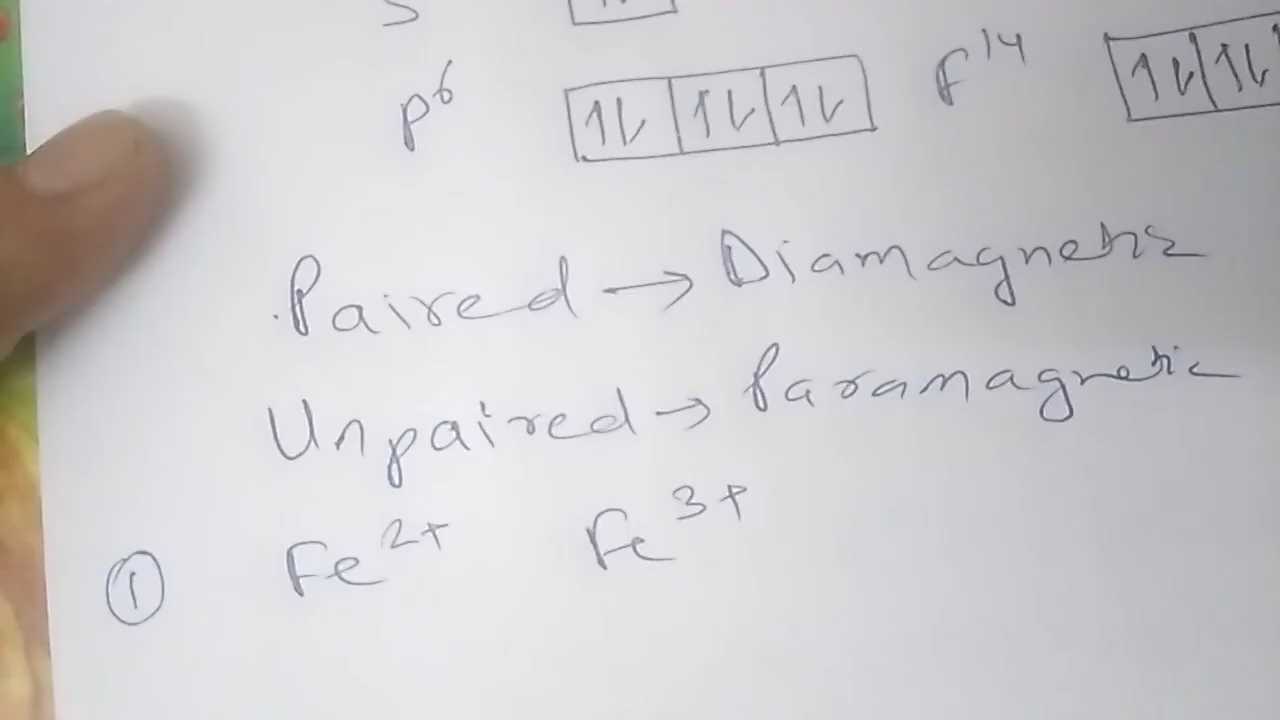 s
p⁶ 1l 1l 1l F¹⁴ 1l 1l
Paired → Diamagnetic
Unpaired → Paramagnetic
① Fe²⁺ Fe³⁺